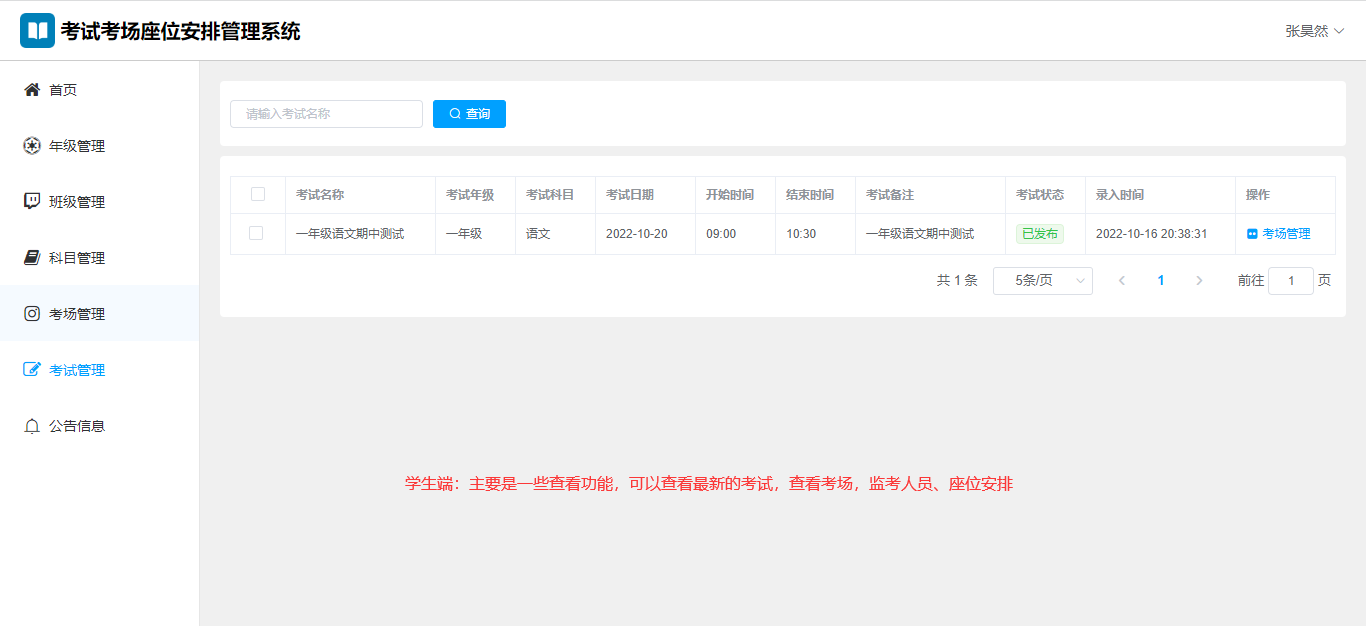 考试考场座位安排管理系统
张昊然
首页
年级管理
班级管理
科目管理
考场管理
考试管理
公告信息
请输入考试名称 查询
考试名称 考试年级 考试科目 考试日期 开始时间 结束时间 考试备注 考试状态 录入时间 操作
一年级语文期中测试 一年级 语文 2022-10-20 09:00 10:30 一年级语文期中测试 已发布 2022-10-16 20:38:31 考场管理
共 1 条 5条/页 1 前往 1 页
学生端：主要是一些查看功能，可以查看最新的考试，查看考场，监考人员、座位安排